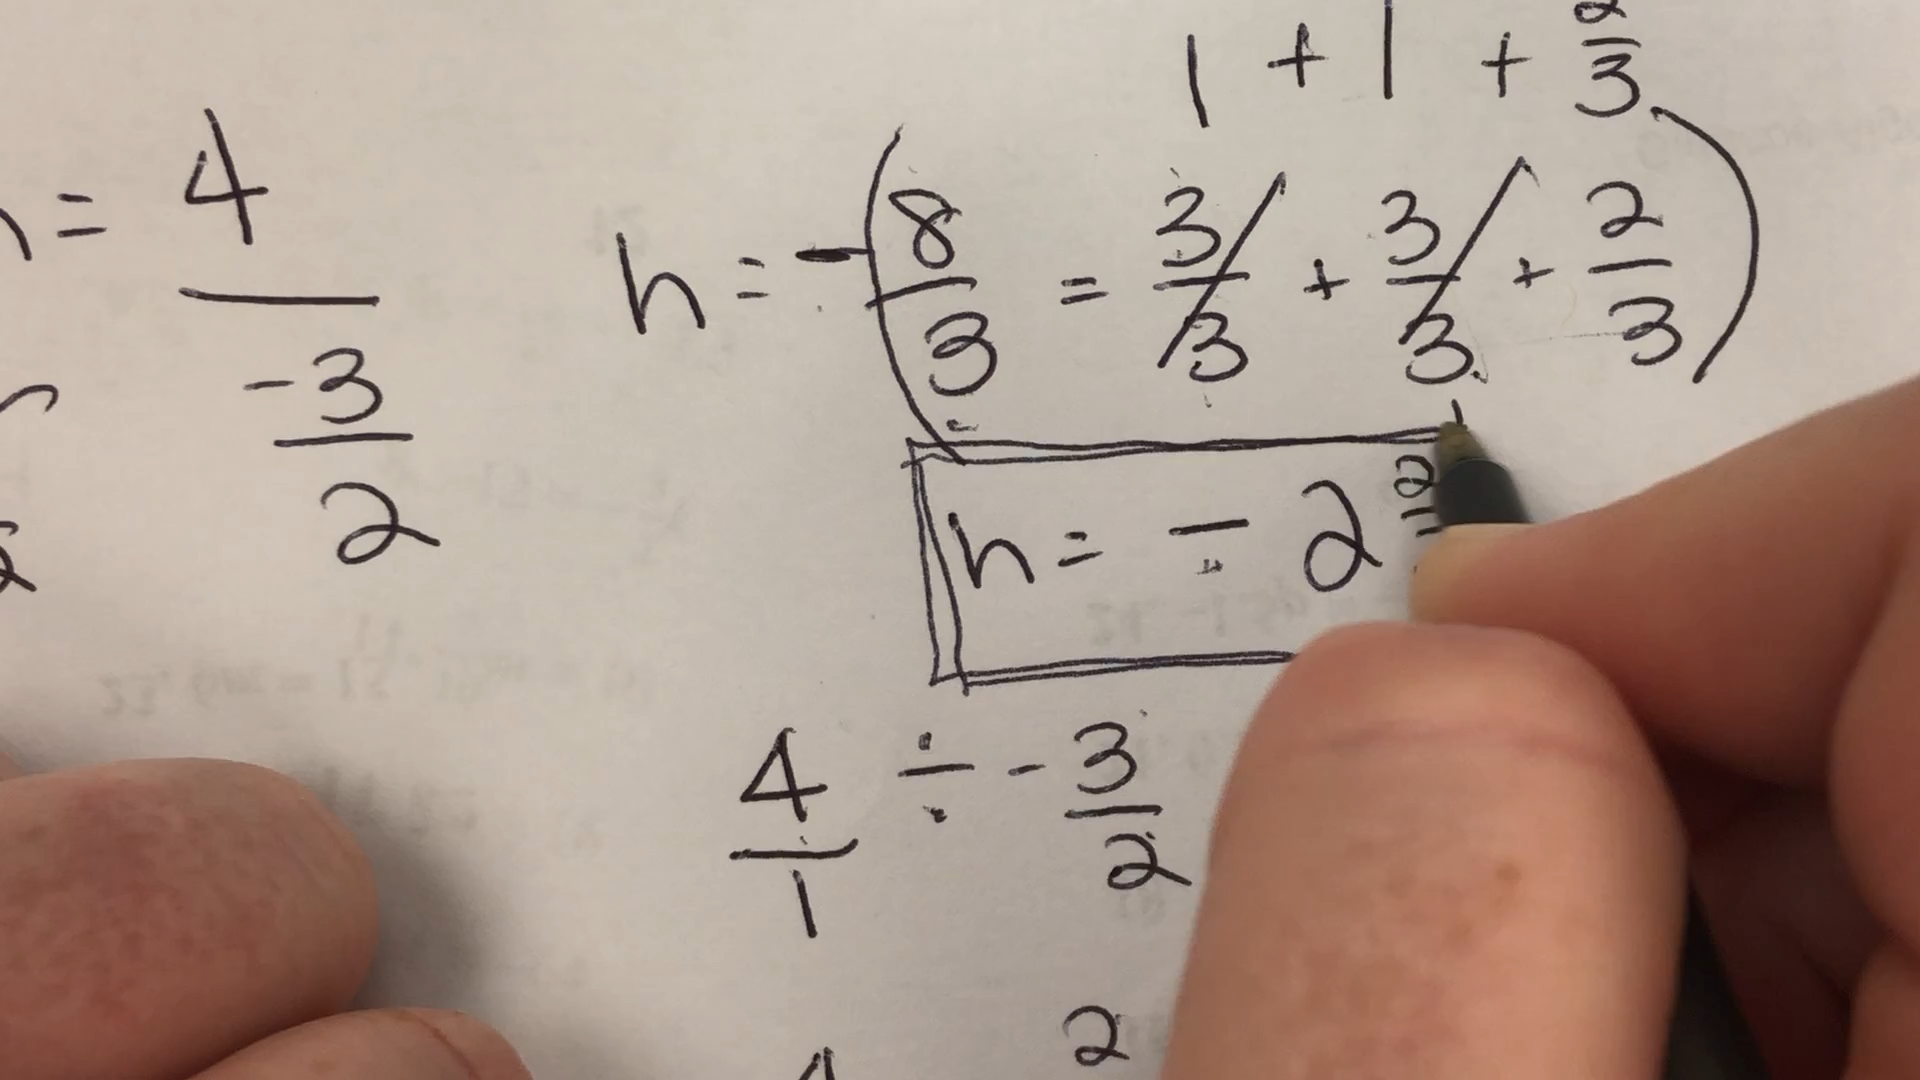 1 + 1 + 2/3
= 4 / (-3/2)
h = -(8/3 = 3/3 + 3/3 + 2/3)
h = - 2 2
4/1 ÷ - 3/2
2